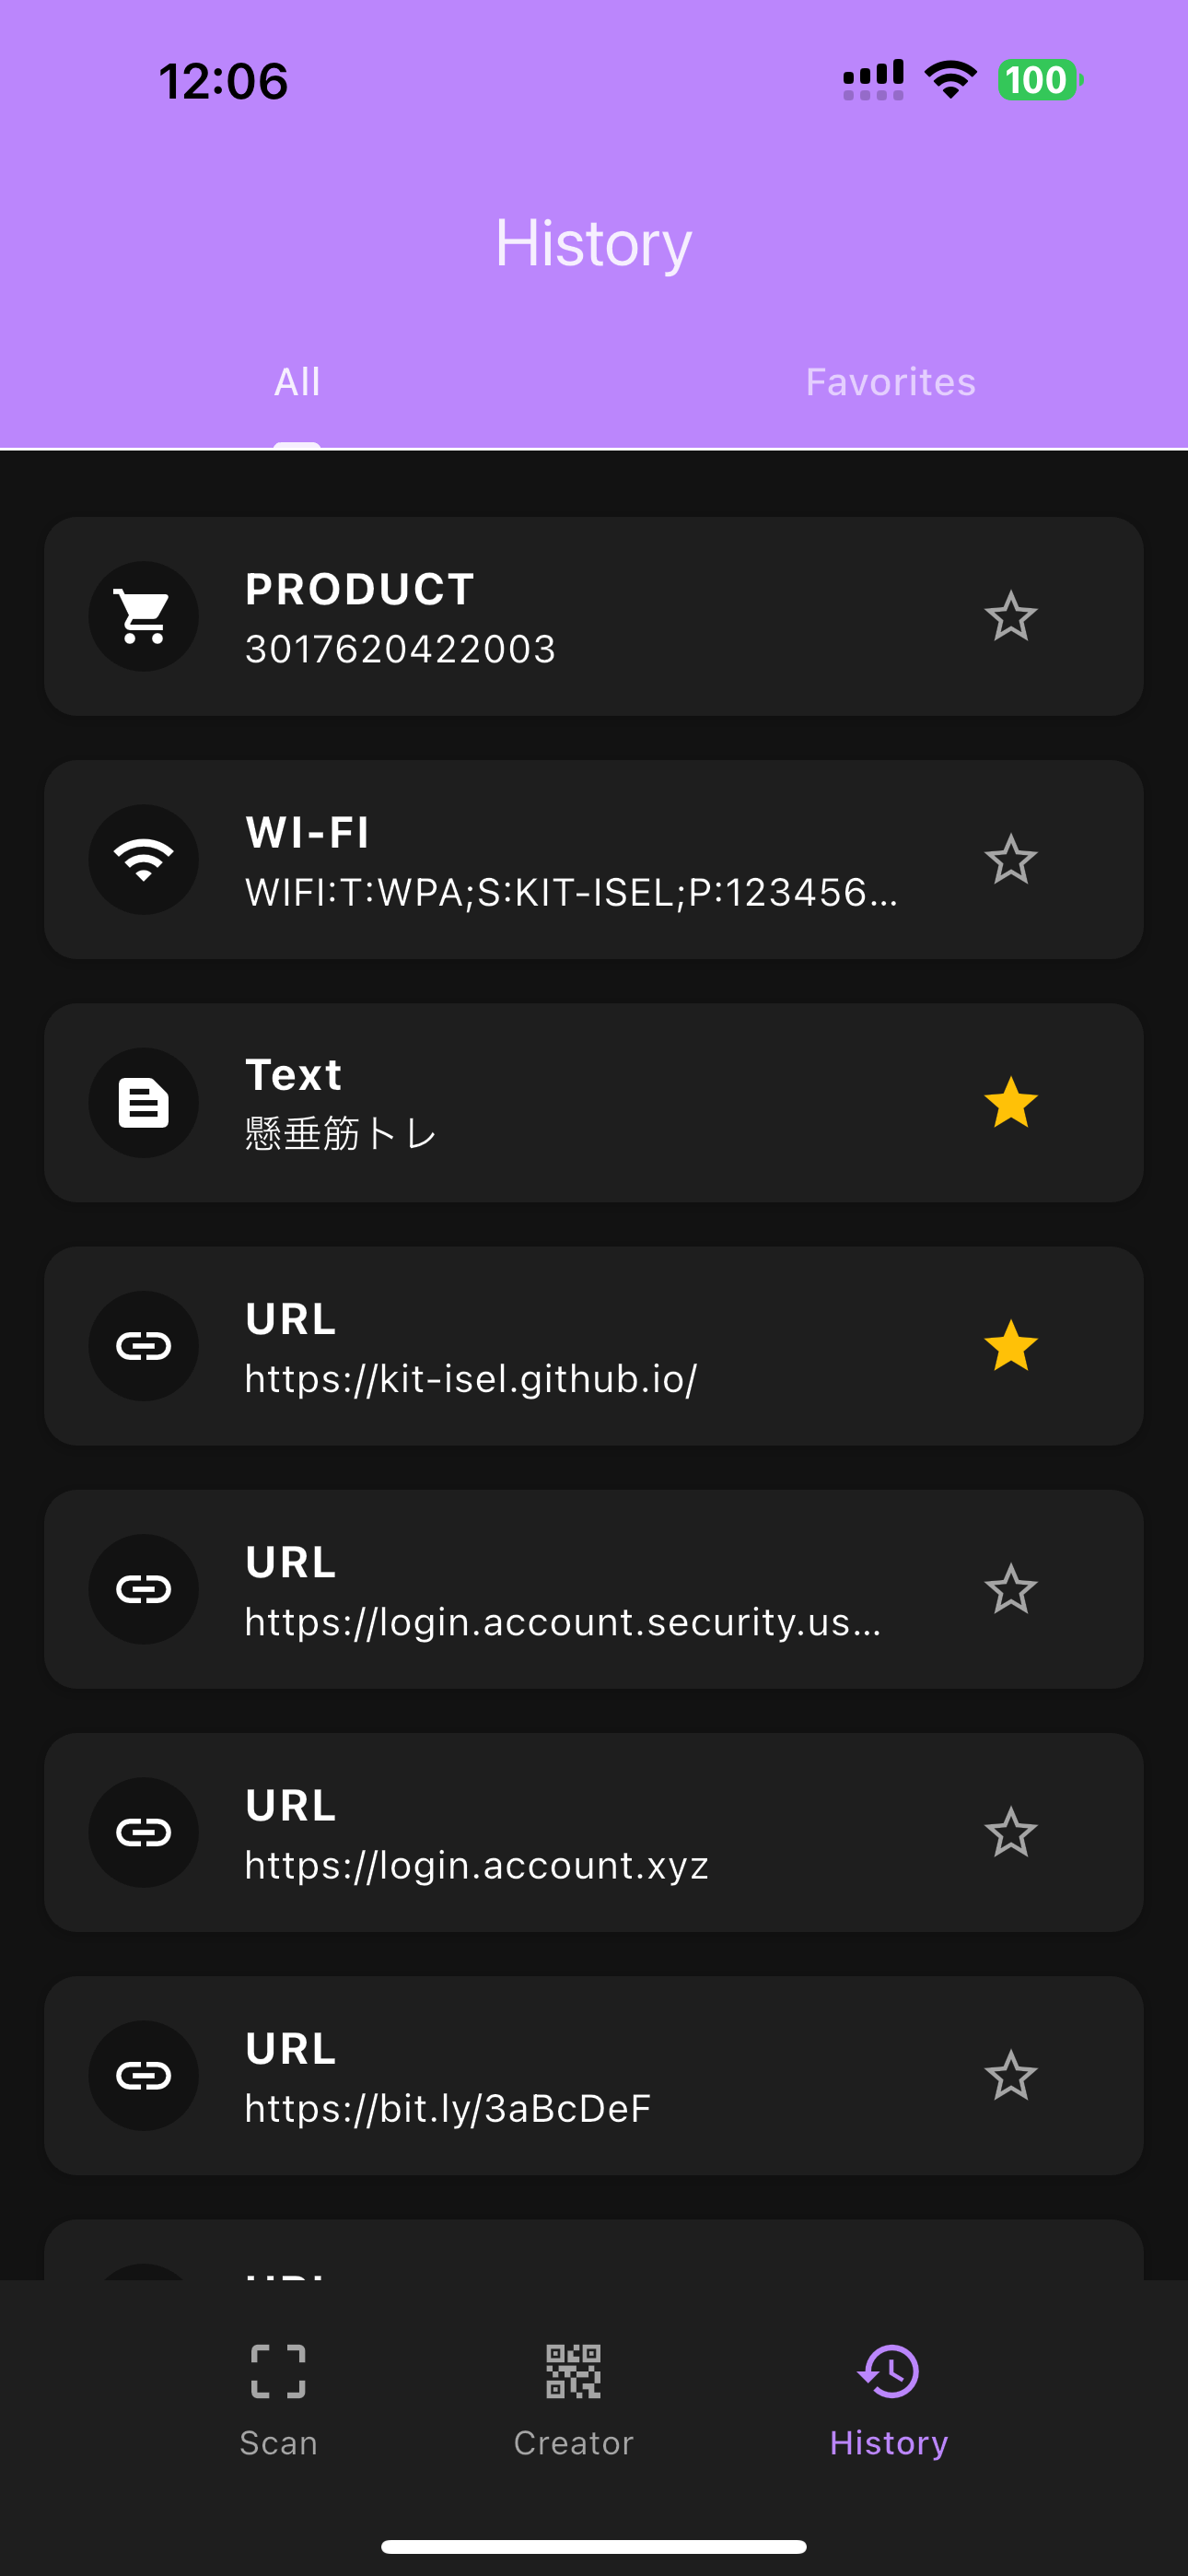 12:06
100
History
All
Favorites
PRODUCT
3017620422003
WI-FI
WIFI:T:WPA;S:KIT-ISEL;P:123456...
Text
懸垂筋トレ
URL
https://kit-isel.github.io/
URL
https://login.account.security.us...
URL
https://login.account.xyz
URL
https://bit.ly/3aBcDeF
Scan
Creator
History